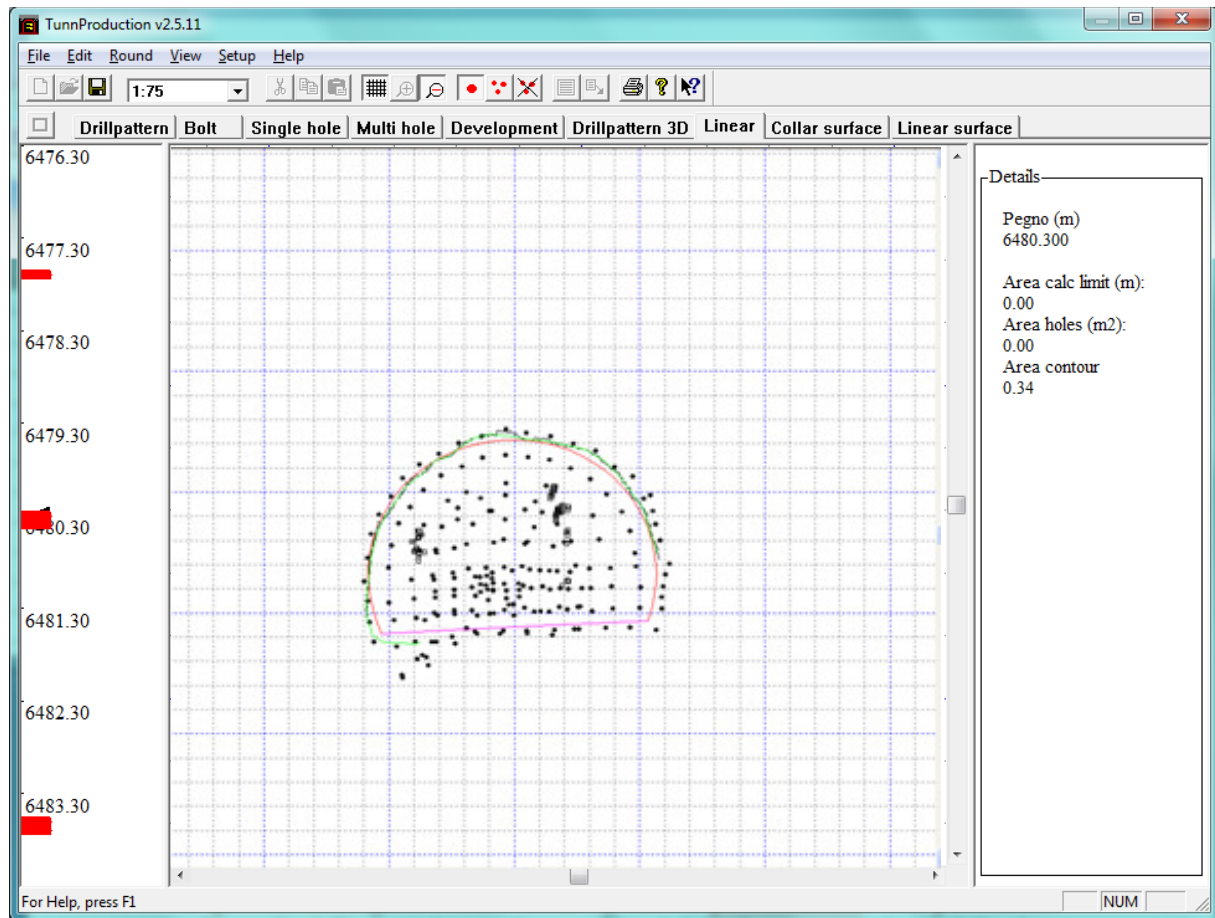 TunnProduction v2.5.11
File Edit Round View Setup Help
1:75
Drillpattern Bolt Single hole Multi hole Development Drillpattern 3D Linear Collar surface Linear surface
6476.30
6477.30
6478.30
6479.30
6480.30
6481.30
6482.30
6483.30
Details
Pegno (m)
6480.300
Area calc limit (m):
0.00
Area holes (m2):
0.00
Area contour
0.34
For Help, press F1
NUM